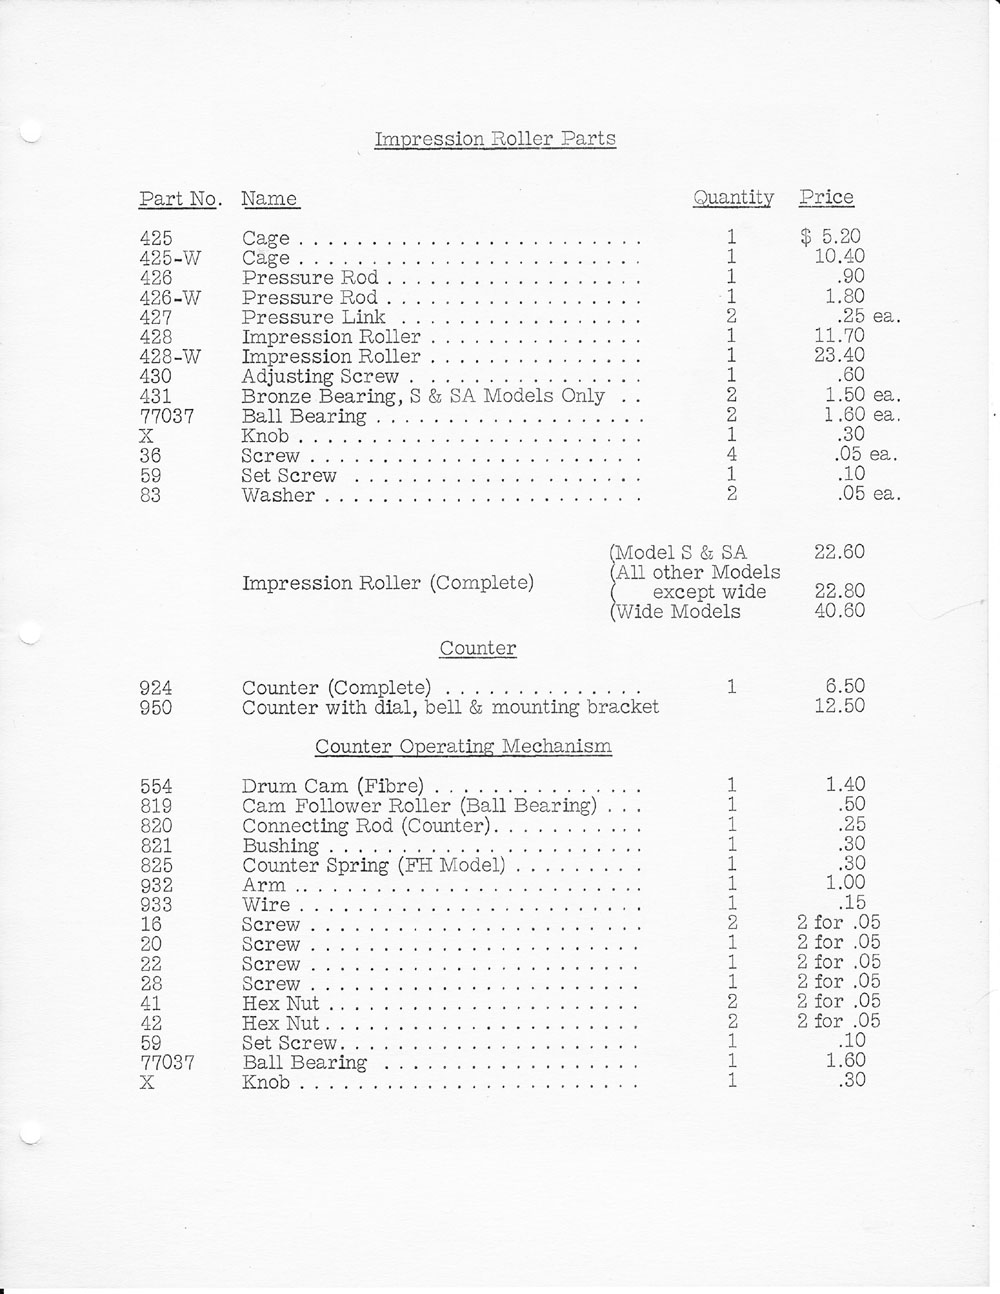 Impression Roller Parts
Part No. Name Quantity Price
425 Cage . . . . . . . . . . . . . . . . . . . . . . . . 1 $ 5.20
425-W Cage . . . . . . . . . . . . . . . . . . . . . . . . 1 10.40
426 Pressure Rod . . . . . . . . . . . . . . . . . . 1 .90
426-W Pressure Rod . . . . . . . . . . . . . . . . . . 1 1.80
427 Pressure Link . . . . . . . . . . . . . . . . . 2 .25 ea.
428 Impression Roller . . . . . . . . . . . . . . . 1 11.70
428-W Impression Roller . . . . . . . . . . . . . . . 1 23.40
430 Adjusting Screw . . . . . . . . . . . . . . . . 1 .60
431 Bronze Bearing, S & SA Models Only . . 2 1.50 ea.
77037 Ball Bearing . . . . . . . . . . . . . . . . . . . 2 1.60 ea.
X Knob . . . . . . . . . . . . . . . . . . . . . . . . 1 .30
36 Screw . . . . . . . . . . . . . . . . . . . . . . . 4 .05 ea.
59 Set Screw . . . . . . . . . . . . . . . . . . . . 1 .10
83 Washer . . . . . . . . . . . . . . . . . . . . . . 2 .05 ea.
(Model S & SA 22.60
(All other Models
Impression Roller (Complete)
( except wide 22.80
(Wide Models 40.60
Counter
924 Counter (Complete) . . . . . . . . . . . . . . 1 6.50
950 Counter with dial, bell & mounting bracket 12.50
Counter Operating Mechanism
554 Drum Cam (Fibre) . . . . . . . . . . . . . . . 1 1.40
819 Cam Follower Roller (Ball Bearing) . . . 1 .50
820 Connecting Rod (Counter). . . . . . . . . . . 1 .25
821 Bushing . . . . . . . . . . . . . . . . . . . . . . 1 .30
825 Counter Spring (FH Model) . . . . . . . . . 1 .30
932 Arm .. . . . . . . . . . . . . . . . . . . . . . . . 1 1.00
933 Wire . . . . . . . . . . . . . . . . . . . . . . . . 1 .15
16 Screw . . . . . . . . . . . . . . . . . . . . . . . 2 2 for .05
20 Screw . . . . . . . . . . . . . . . . . . . . . . . 1 2 for .05
22 Screw . . . . . . . . . . . . . . . . . . . . . . . 1 2 for .05
28 Screw . . . . . . . . . . . . . . . . . . . . . . . 1 2 for .05
41 Hex Nut . . . . . . . . . . . . . . . . . . . . . . 2 2 for .05
42 Hex Nut. . . . . . . . . . . . . . . . . . . . . . 2 2 for .05
59 Set Screw. . . . . . . . . . . . . . . . . . . . . 1 .10
77037 Ball Bearing . . . . . . . . . . . . . . . . . . 1 1.60
X Knob . . . . . . . . . . . . . . . . . . . . . . . . 1 .30